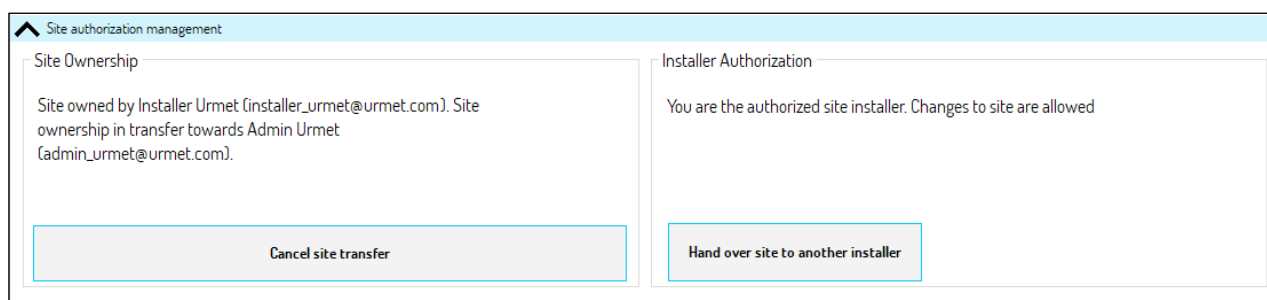 Site authorization management
Site Ownership
Site owned by Installer Urmet (installer_urmet@urmet.com). Site
ownership in transfer towards Admin Urmet
(admin_urmet@urmet.com).
Cancel site transfer
Installer Authorization
You are the authorized site installer. Changes to site are allowed
Hand over site to another installer